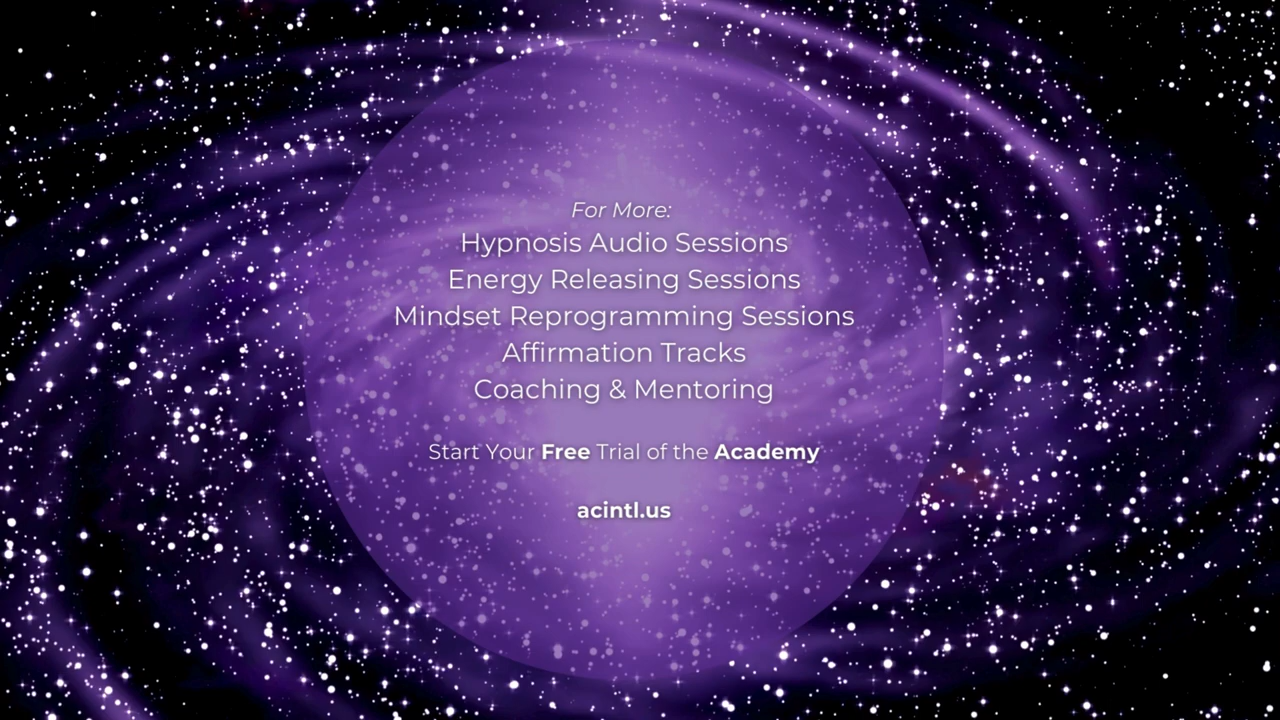 For More:
Hypnosis Audio Sessions
Energy Releasing Sessions
Mindset Reprogramming Sessions
Affirmation Tracks
Coaching & Mentoring
Start Your Free Trial of the Academy
acintl.us